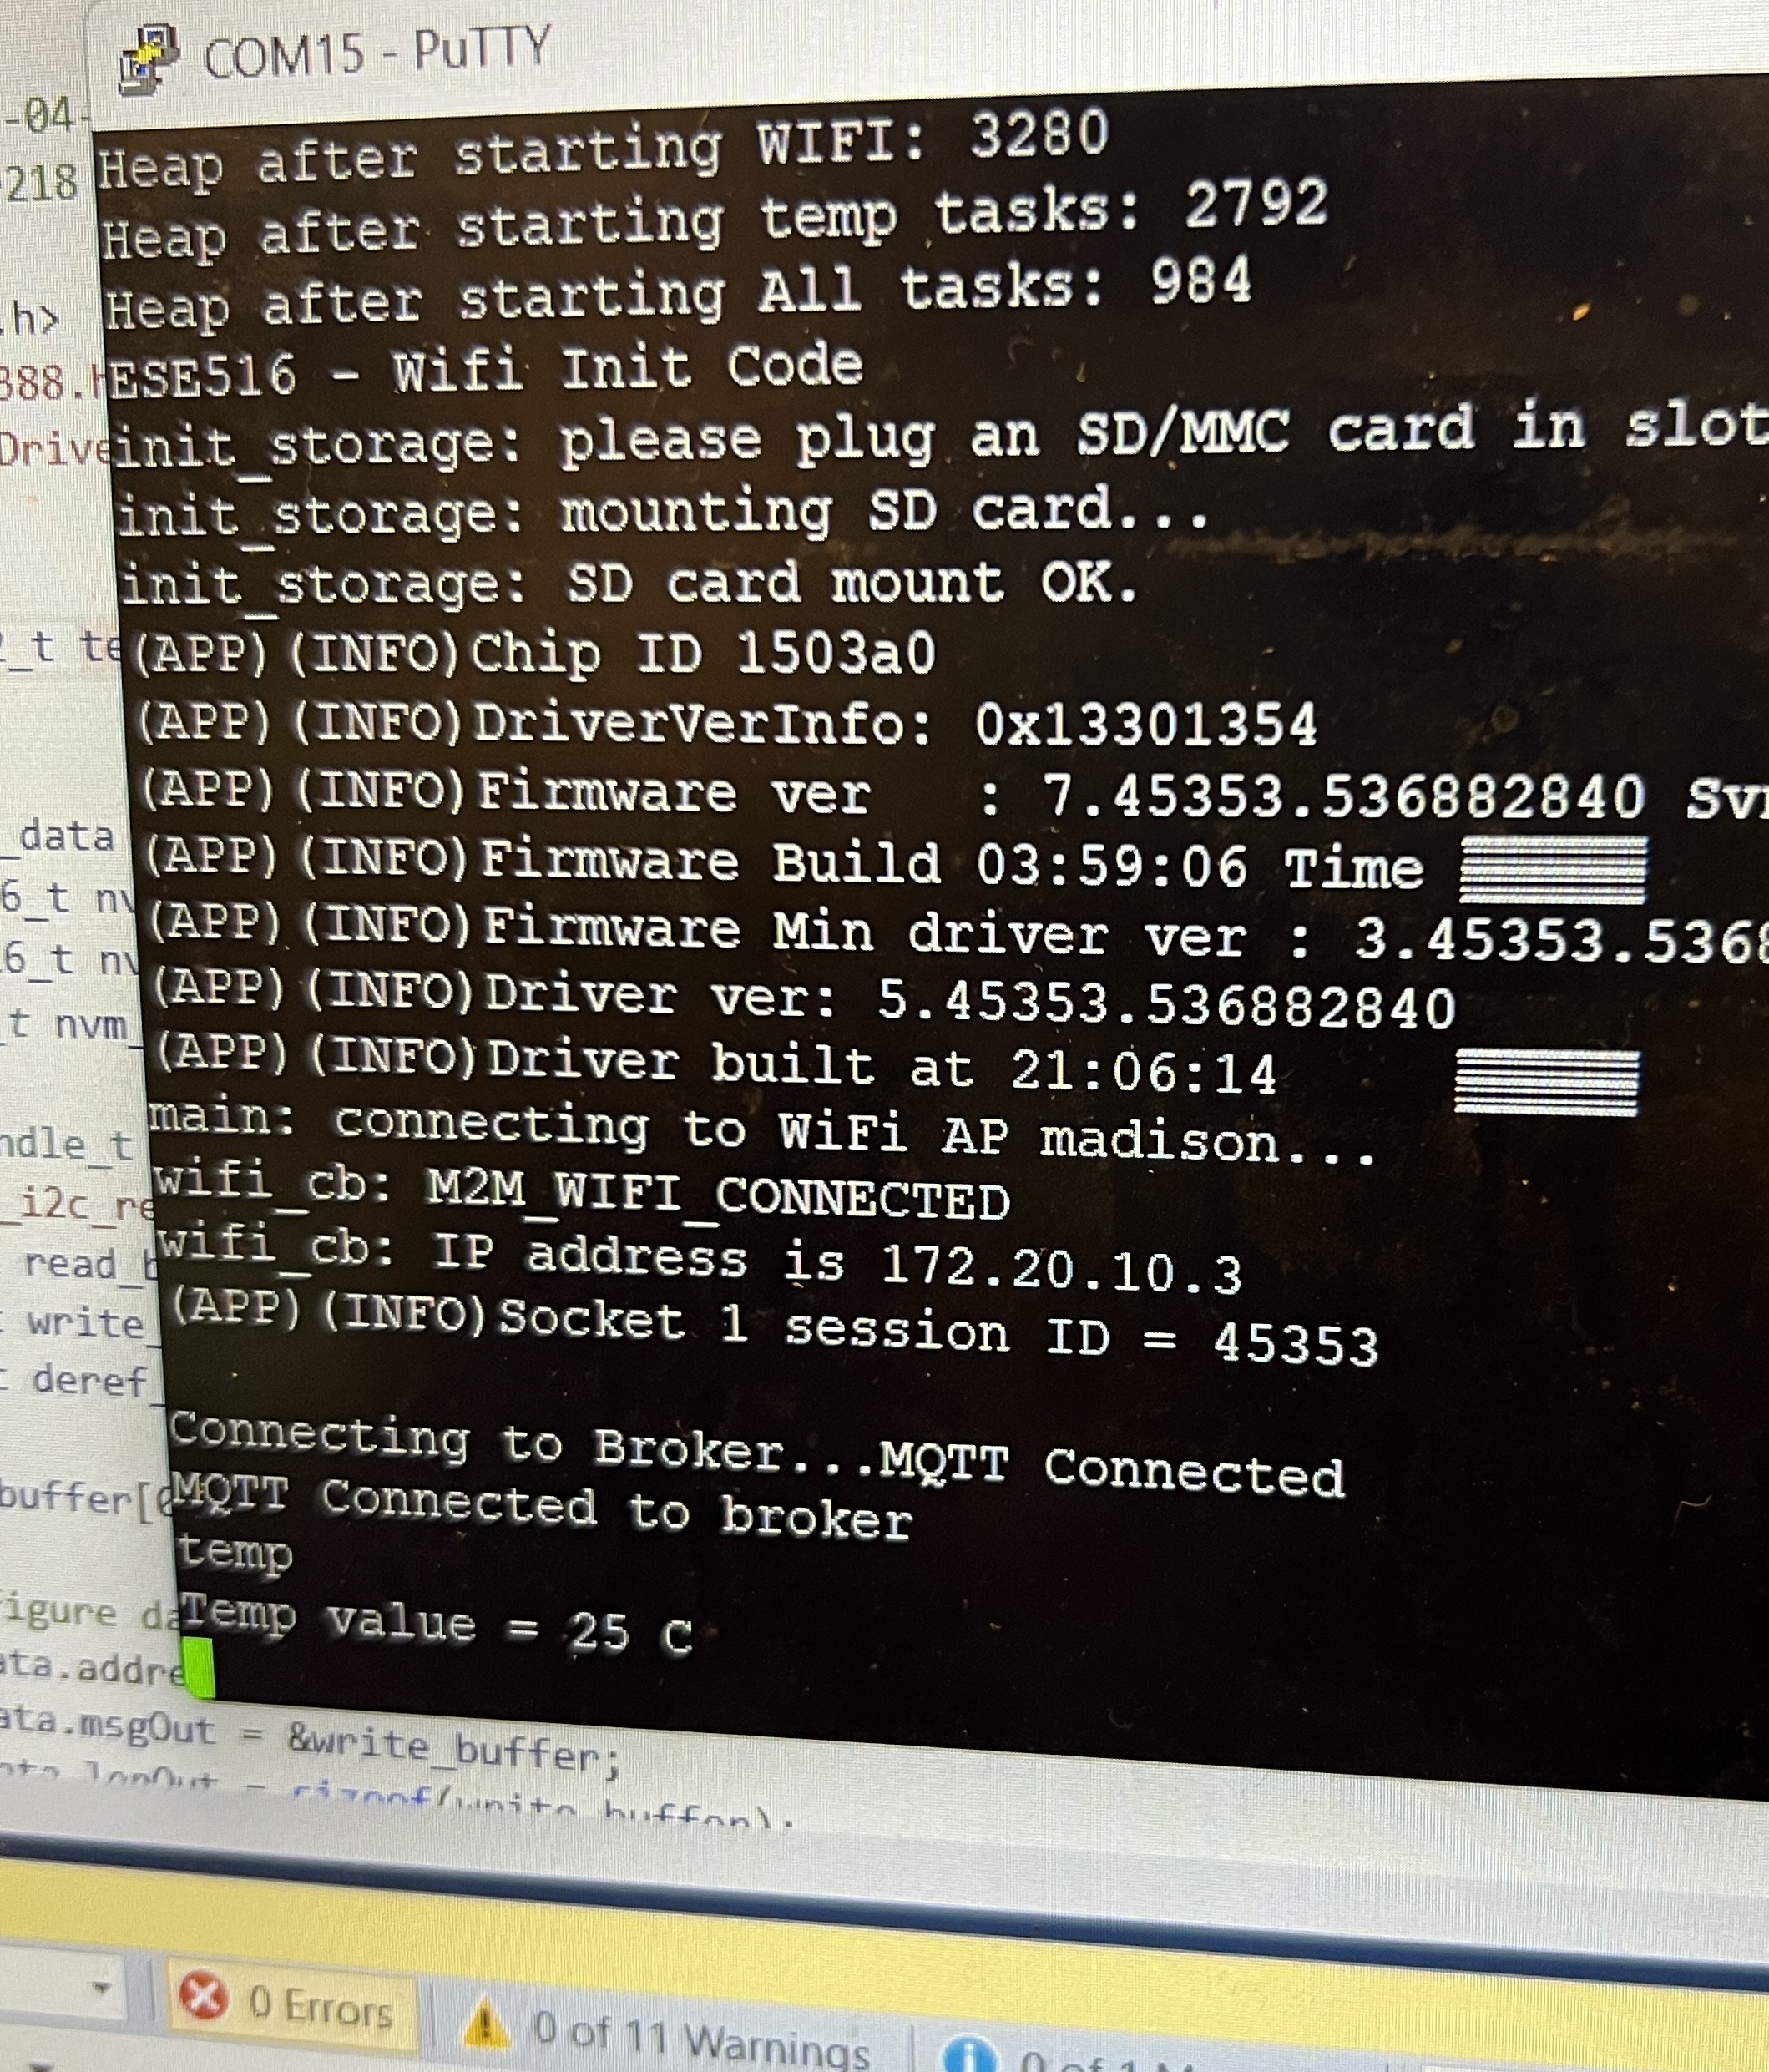 COM15 - PuTTY
-04-
218
.h>
388.h
Drive
_t te
_data
6_t nv
6_t nv
t nvm_
ndle_t
_i2c_re
read_b
write_
deref_
buffer[0
igure da
ata.addre
ata.msgOut = &write_buffer;
sizeof(write_buffer);
Heap after starting WIFI: 3280
Heap after starting temp tasks: 2792
Heap after starting All tasks: 984
ESE516 - Wifi Init Code
init_storage: please plug an SD/MMC card in slot
init_storage: mounting SD card...
init_storage: SD card mount OK.
(APP)(INFO)Chip ID 1503a0
(APP)(INFO)DriverVerInfo: 0x13301354
(APP)(INFO)Firmware ver   : 7.45353.536882840 Svn
(APP)(INFO)Firmware Build 03:59:06 Time
(APP)(INFO)Firmware Min driver ver : 3.45353.5368
(APP)(INFO)Driver ver: 5.45353.536882840
(APP)(INFO)Driver built at 21:06:14
main: connecting to WiFi AP madison...
wifi_cb: M2M_WIFI_CONNECTED
wifi_cb: IP address is 172.20.10.3
(APP)(INFO)Socket 1 session ID = 45353
Connecting to Broker...MQTT Connected
MQTT Connected to broker
temp
Temp value = 25 C
0 Errors
0 of 11 Warnings
0 of 1 M